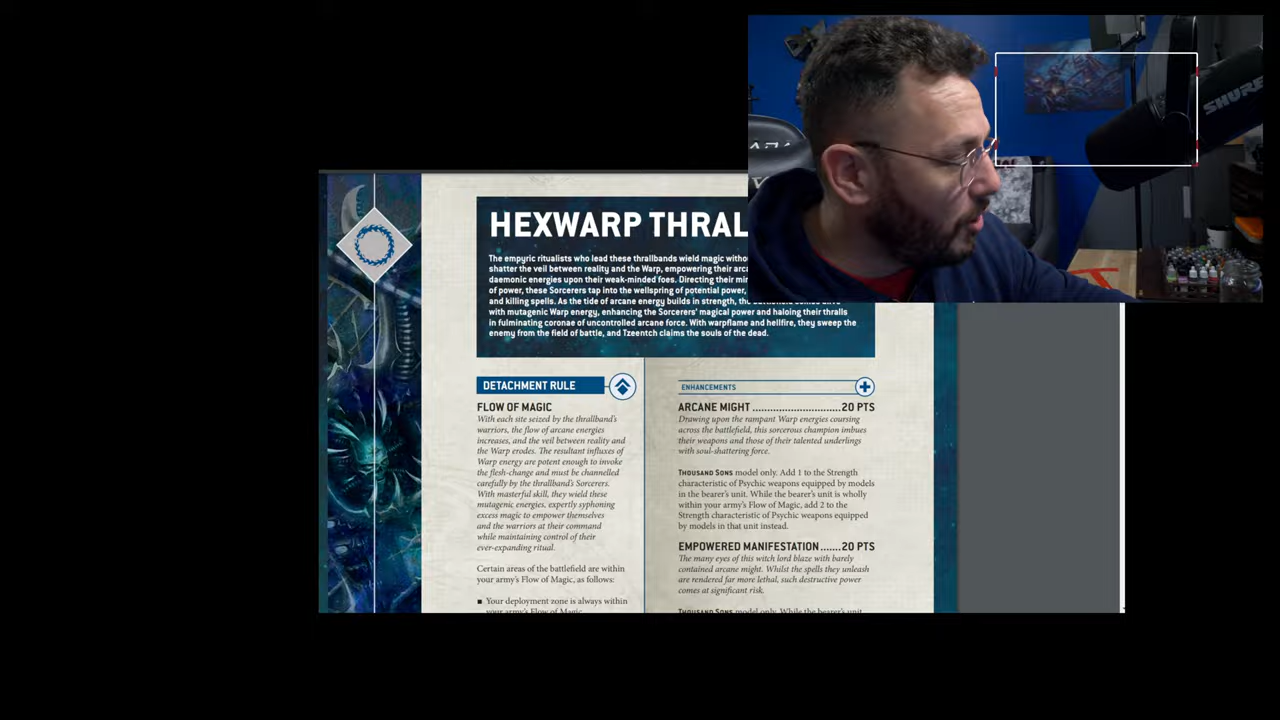 SHURE
HEXWARP THRAL
The empyric ritualists who lead these thrallbands wield magic
shatter the veil between reality and the Warp, empowering their
daemonic energies upon their weak-minded foes. Directing their
of power, these Sorcerers tap into the wellspring of potential power,
and killing spells. As the tide of arcane energy builds in strength, the
with mutagenic Warp energy, enhancing the Sorcerers' magical power and haloing their thralls
in fulminating coronae of uncontrolled arcane force. With warpflame and hellfire, they sweep the
enemy from the field of battle, and Tzeentch claims the souls of the dead.
DETACHMENT RULE
FLOW OF MAGIC
With each site seized by the thrallband's
warriors, the flow of arcane energies
increases, and the veil between reality and
the Warp erodes. The resultant influxes of
Warp energy are potent enough to invoke
the flesh-change and must be channelled
carefully by the thrallband's Sorcerers.
With masterful skill, they wield these
mutagenic energies, expertly syphoning
excess magic to empower themselves
and the warriors at their command
while maintaining control of their
ever-expanding ritual.
Certain areas of the battlefield are within
your army's Flow of Magic, as follows:
■ Your deployment zone is always within
your army's Flow of Magic
ENHANCEMENTS
ARCANE MIGHT..............................20 PTS
Drawing upon the rampant Warp energies coursing
across the battlefield, this sorcerous champion imbues
their weapons and those of their talented underlings
with soul-shattering force.
THOUSAND SONS model only. Add 1 to the Strength
characteristic of Psychic weapons equipped by models
in the bearer's unit. While the bearer's unit is wholly
within your army's Flow of Magic, add 2 to the
Strength characteristic of Psychic weapons equipped
by models in that unit instead.
EMPOWERED MANIFESTATION.......20 PTS
The many eyes of this witch lord blaze with barely
contained arcane might. Whilst the spells they unleash
are rendered far more lethal, such destructive power
comes at significant risk.
THOUSAND SONS model only. While the bearer's unit